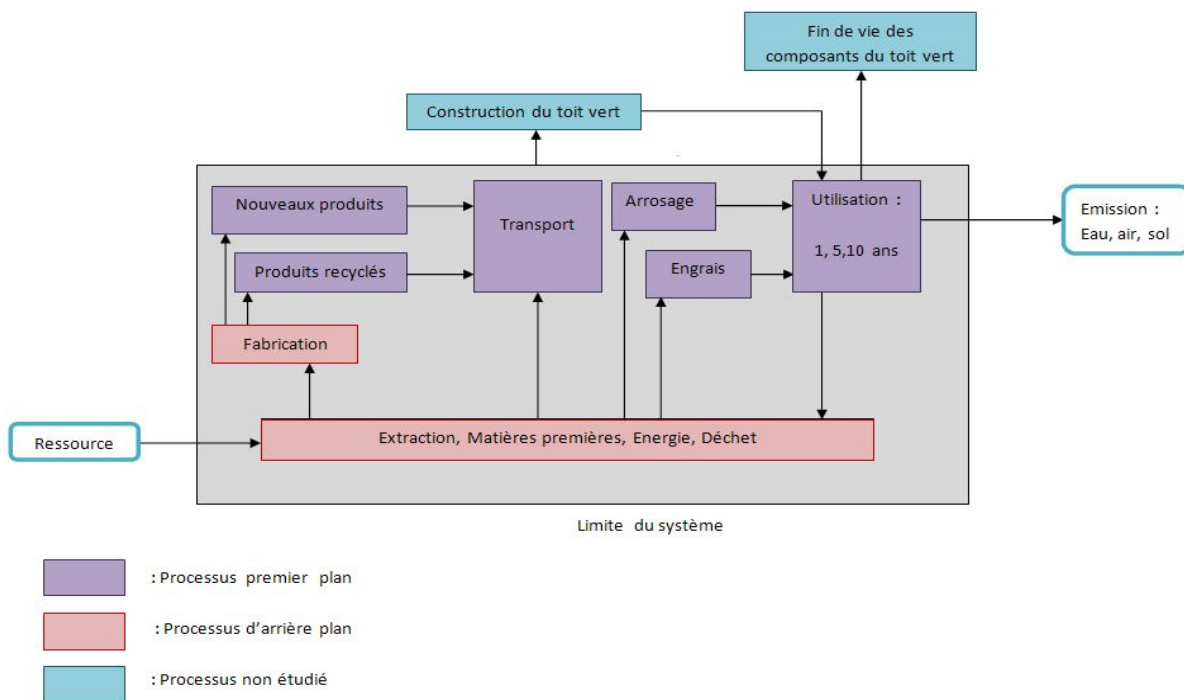 Fin de vie des
composants du toit vert
Construction du toit vert
Nouveaux produits
Transport
Arrosage
Utilisation :
1, 5,10 ans
Emission :
Eau, air, sol
Produits recyclés
Engrais
Fabrication
Ressource
Extraction, Matières premières, Energie, Déchet
Limite du système
: Processus premier plan
: Processus d'arrière plan
: Processus non étudié